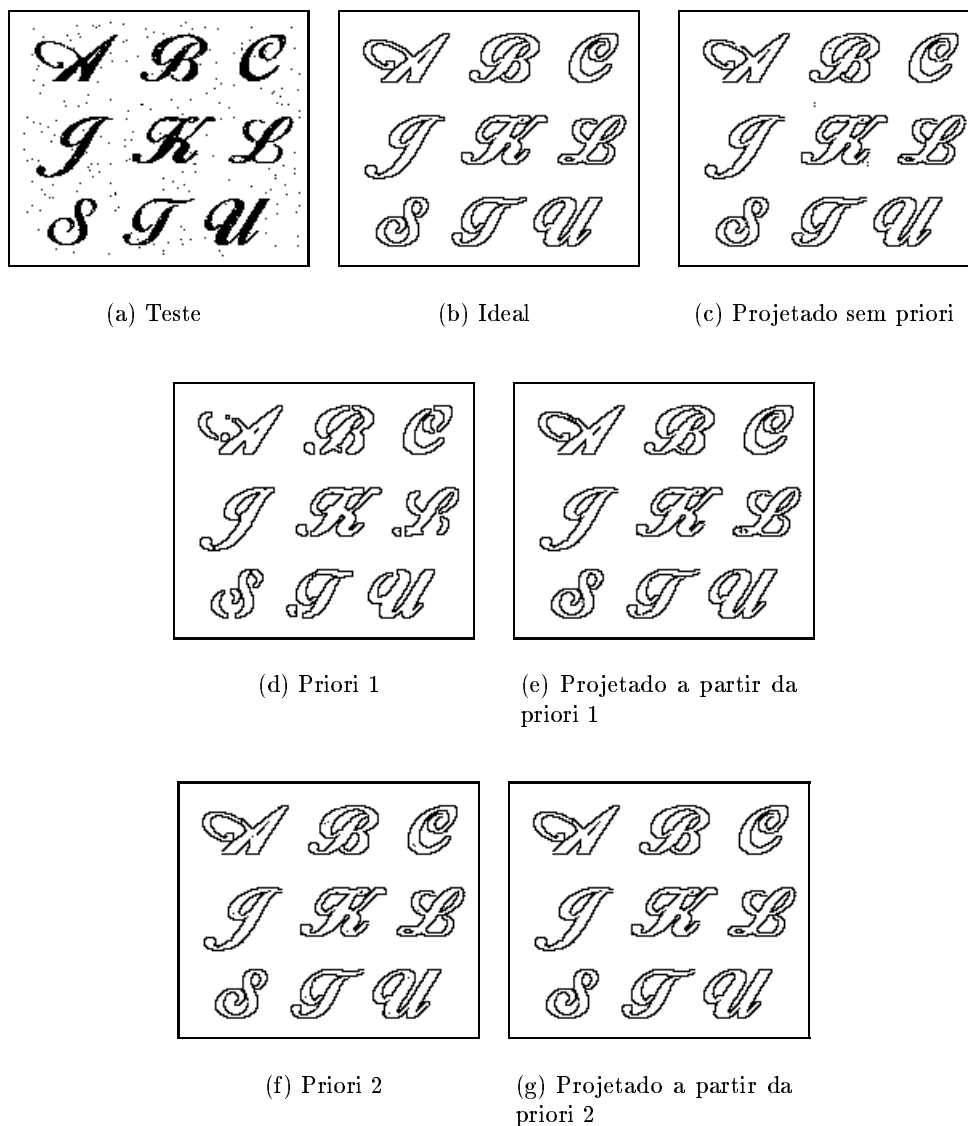 A B C
J K L
S T U
A B C
J K L
S T U
A B C
J K L
S T U
(a) Teste
(b) Ideal
(c) Projetado sem priori
A B C
J K L
S T U
A B C
J K L
S T U
(d) Priori 1
(e) Projetado a partir da
priori 1
A B C
J K L
S T U
A B C
J K L
S T U
(f) Priori 2
(g) Projetado a partir da
priori 2